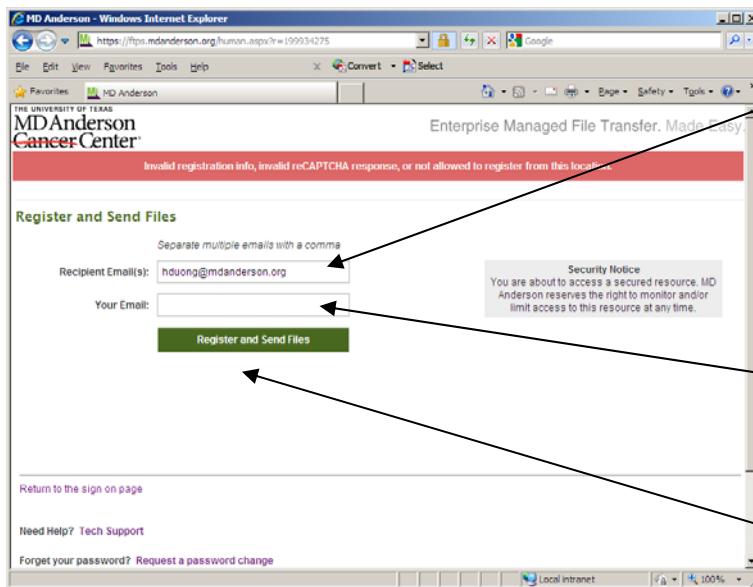 MD Anderson - Windows Internet Explorer
https://ftps.mdanderson.org/human.aspx?r=199934275
Google
File Edit View Favorites Tools Help
x Convert Select
Favorites MD Anderson
Page Safety Tools
THE UNIVERSITY OF TEXAS
MD Anderson
Cancer Center
Enterprise Managed File Transfer. Made Easy.
Invalid registration info, invalid reCAPTCHA response, or not allowed to register from this location.
Register and Send Files
Separate multiple emails with a comma
Recipient Email(s): hduong@mdanderson.org
Your Email:
Register and Send Files
Security Notice
You are about to access a secured resource. MD
Anderson reserves the right to monitor and/or
limit access to this resource at any time.
Return to the sign on page
Need Help? Tech Support
Forget your password? Request a password change
Local intranet
100%